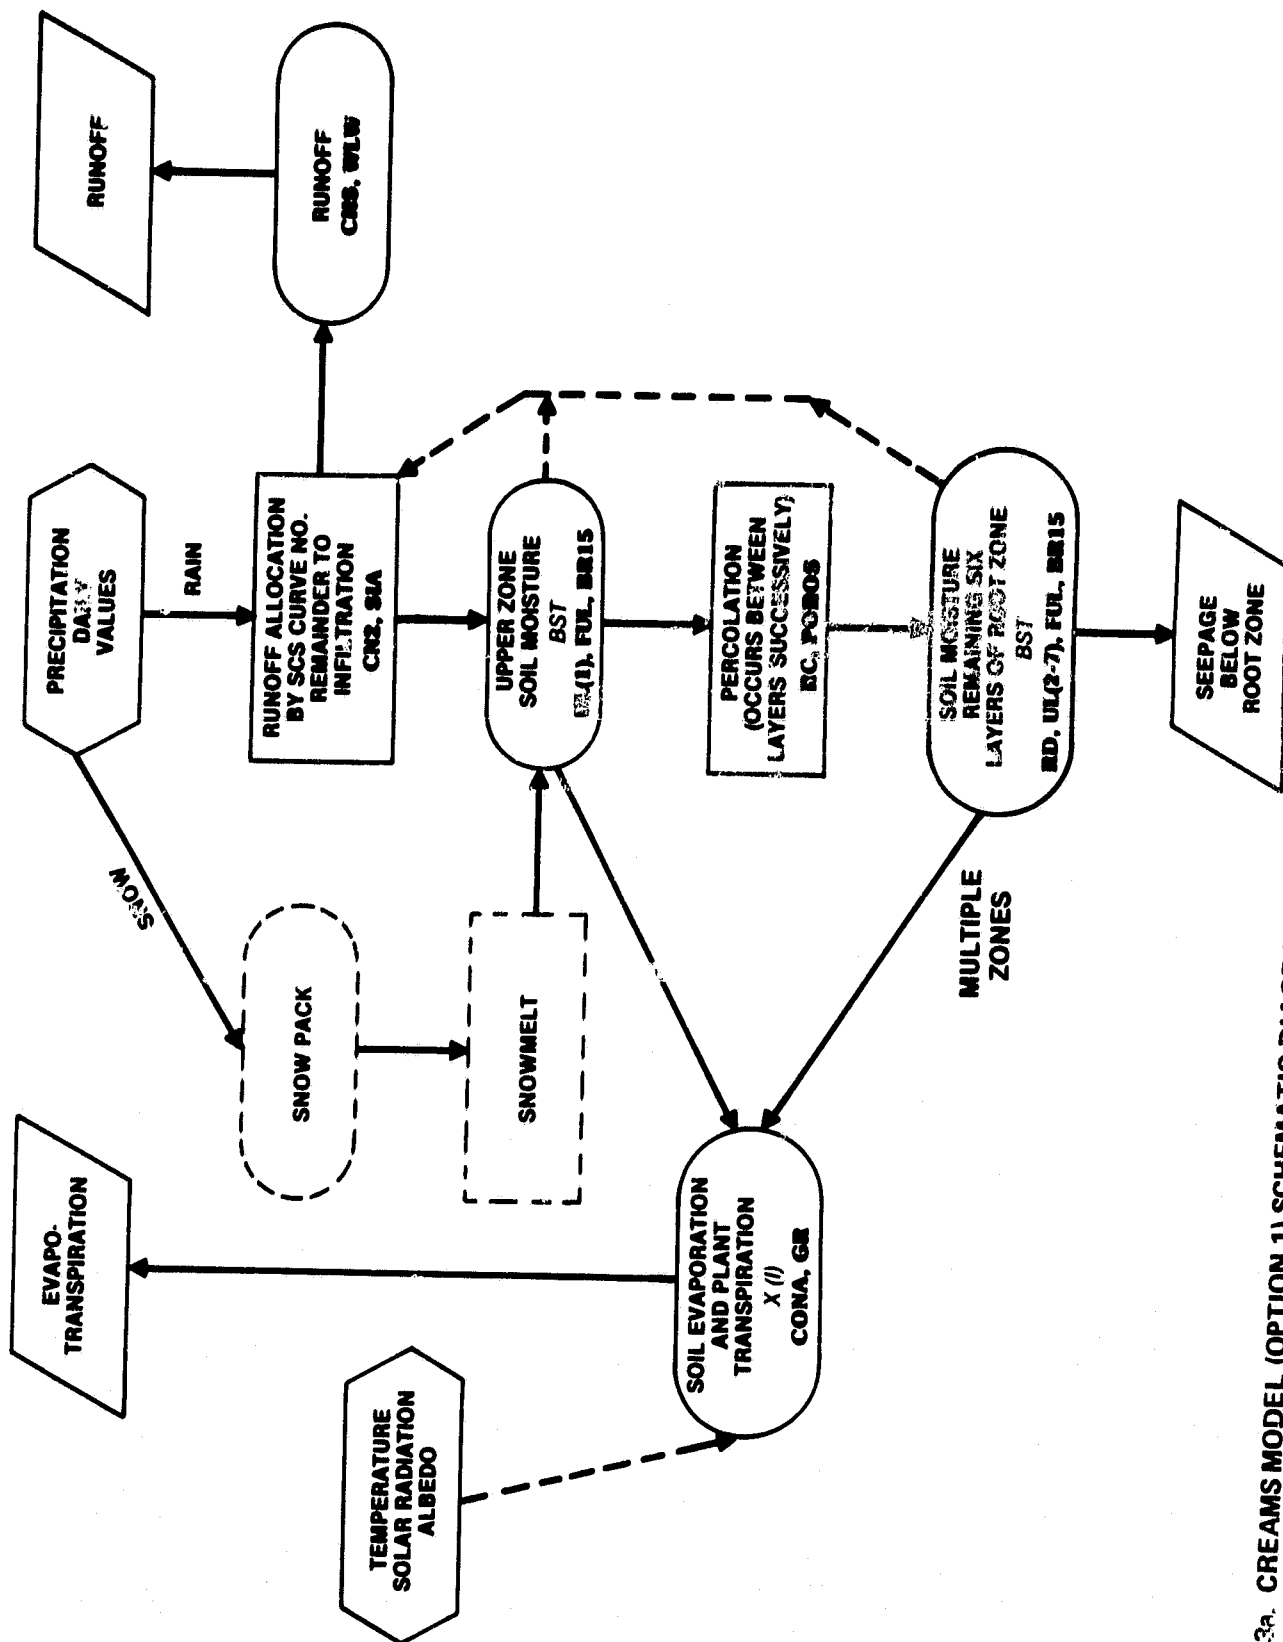 EVAPO-
TRANSPIRATION
RUNOFF
TEMPERATURE
SOLAR RADIATION
ALBEDO
SNOW PACK
SNOW
PRECIPITATION
DAILY
VALUES
RAIN
RUNOFF ALLOCATION
BY SCS CURVE NO.
REMAINDER TO
INFILTRATION
CN2, SIA
RUNOFF
WLW
SNOWMELT
UPPER ZONE
SOIL MOISTURE
BST
UL(1), FUL, BR15
SOIL EVAPORATION
AND PLANT
TRANSPIRATION
X (I)
CONA, GR
PERCOLATION
(OCCURS BETWEEN
LAYERS SUCCESSIVELY)
RC, POROS
MULTIPLE
ZONES
SOIL MOISTURE
REMAINING SIX
LAYERS OF ROOT ZONE
BST
RD, UL(2-7), FUL, BR15
SEEPAGE
BELOW
ROOT ZONE
3a. CREAMS MODEL (OPTION 1) SCHEMATIC